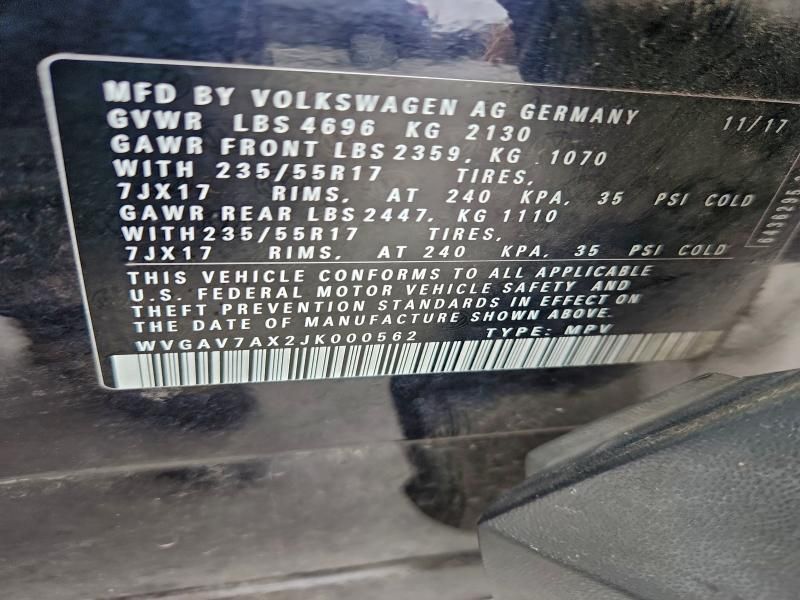 MFD BY VOLKSWAGEN AG GERMANY 11/17
GVWR LBS 4696 KG 2130
GAWR FRONT LBS 2359, KG 1070
WITH 235/55R17 TIRES,
7JX17 RIMS, AT 240 KPA, 35 PSI COLD
GAWR REAR LBS 2447, KG 1110
WITH 235/55R17 TIRES,
7JX17 RIMS, AT 240 KPA, 35 PSI COLD
THIS VEHICLE CONFORMS TO ALL APPLICABLE
U.S. FEDERAL MOTOR VEHICLE SAFETY AND
THEFT PREVENTION STANDARDS IN EFFECT ON
THE DATE OF MANUFACTURE SHOWN ABOVE.
WVGAV7AX2JK000562 TYPE: MPV